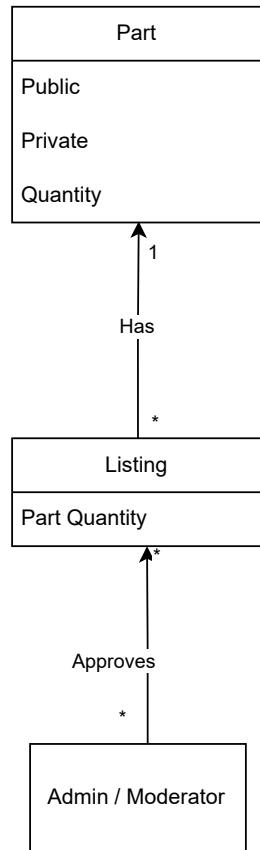 Part
Public
Private
Quantity
1
Has
*
Listing
Part Quantity
*
Approves
*
Admin / Moderator